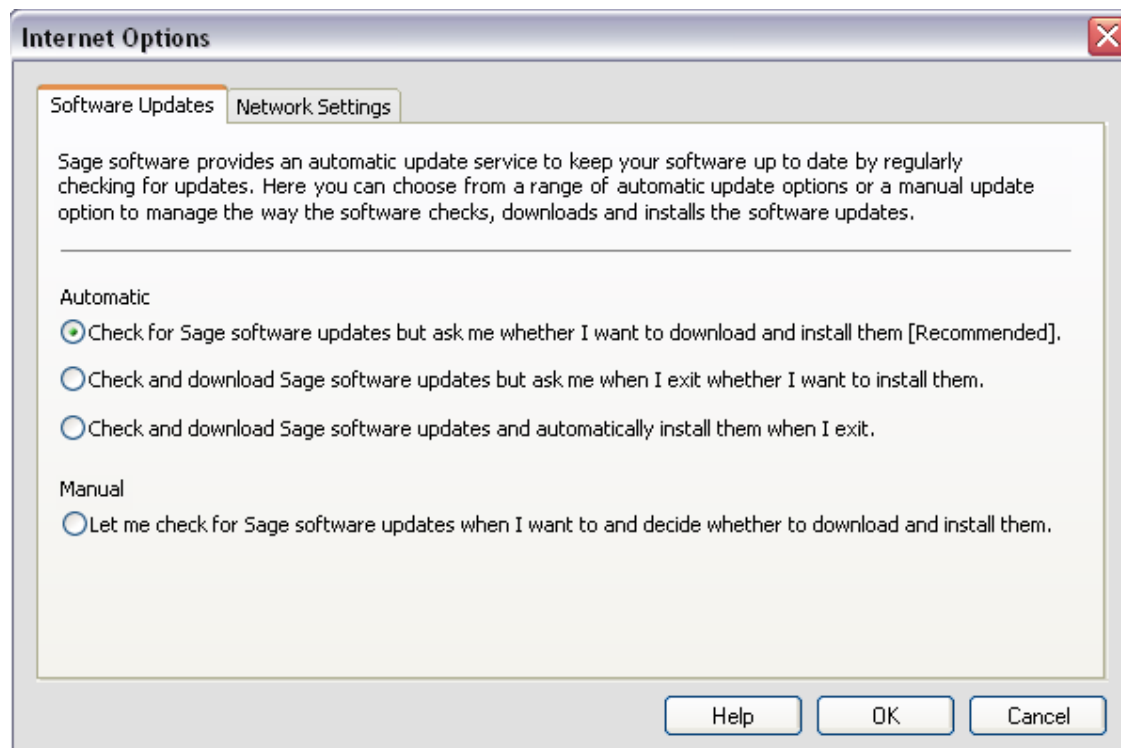 Internet Options
Software Updates
Network Settings
Sage software provides an automatic update service to keep your software up to date by regularly
checking for updates. Here you can choose from a range of automatic update options or a manual update
option to manage the way the software checks, downloads and installs the software updates.
Automatic
Check for Sage software updates but ask me whether I want to download and install them [Recommended].
Check and download Sage software updates but ask me when I exit whether I want to install them.
Check and download Sage software updates and automatically install them when I exit.
Manual
Let me check for Sage software updates when I want to and decide whether to download and install them.
Help
OK
Cancel